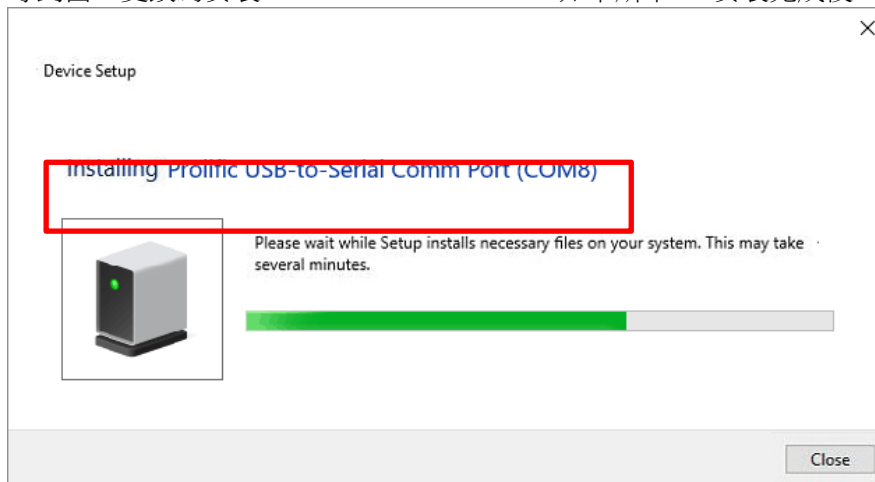 Device Setup
Installing Prolific USB-to-Serial Comm Port (COM8)
Please wait while Setup installs necessary files on your system. This may take
several minutes.
Close